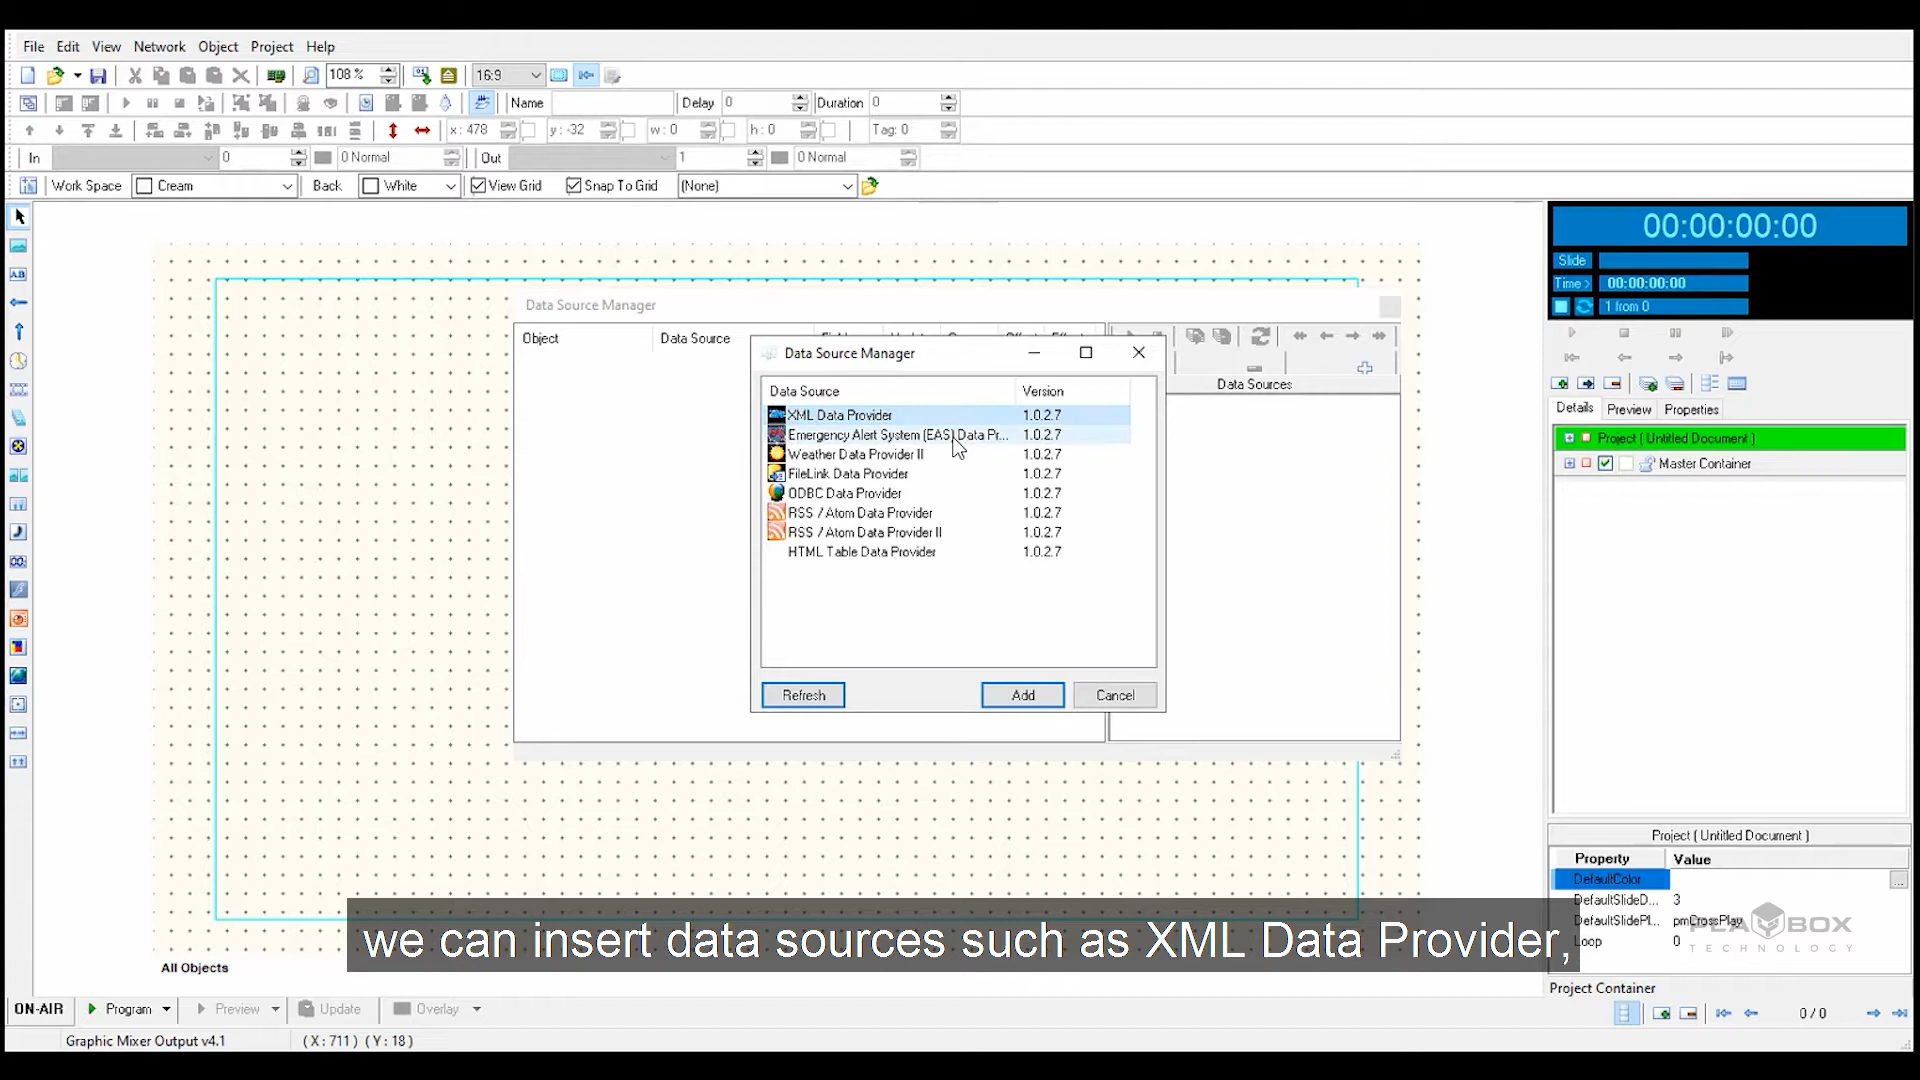 File Edit View Network Object Project Help
108 % 16:9
Name Delay 0 Duration 0
x: 478 y: -32 w: 0 h: 0 Tag: 0
In 0 0 Normal Out 1 0 Normal
Work Space Cream Back White View Grid Snap To Grid (None)
00:00:00:00
Slide
Time > 00:00:00:00
1 from 0
Data Source Manager
Object Data Source
Data Sources
Data Source Manager
Data Source Version
XML Data Provider 1.0.2.7
Emergency Alert System (EAS) Data Pr... 1.0.2.7
Weather Data Provider II 1.0.2.7
FileLink Data Provider 1.0.2.7
ODBC Data Provider 1.0.2.7
RSS / Atom Data Provider 1.0.2.7
RSS / Atom Data Provider II 1.0.2.7
HTML Table Data Provider 1.0.2.7
Refresh Add Cancel
Details Preview Properties
Project ( Untitled Document )
Master Container
Project ( Untitled Document )
Property Value
DefaultColor ...
DefaultSlideD... 3
DefaultSlidePl... pmCrossPlay
Loop 0
PLAYBOX
TECHNOLOGY
we can insert data sources such as XML Data Provider,
All Objects
Project Container
ON-AIR Program Preview Update Overlay
0 / 0
Graphic Mixer Output v4.1 ( X : 711 ) ( Y : 18 )